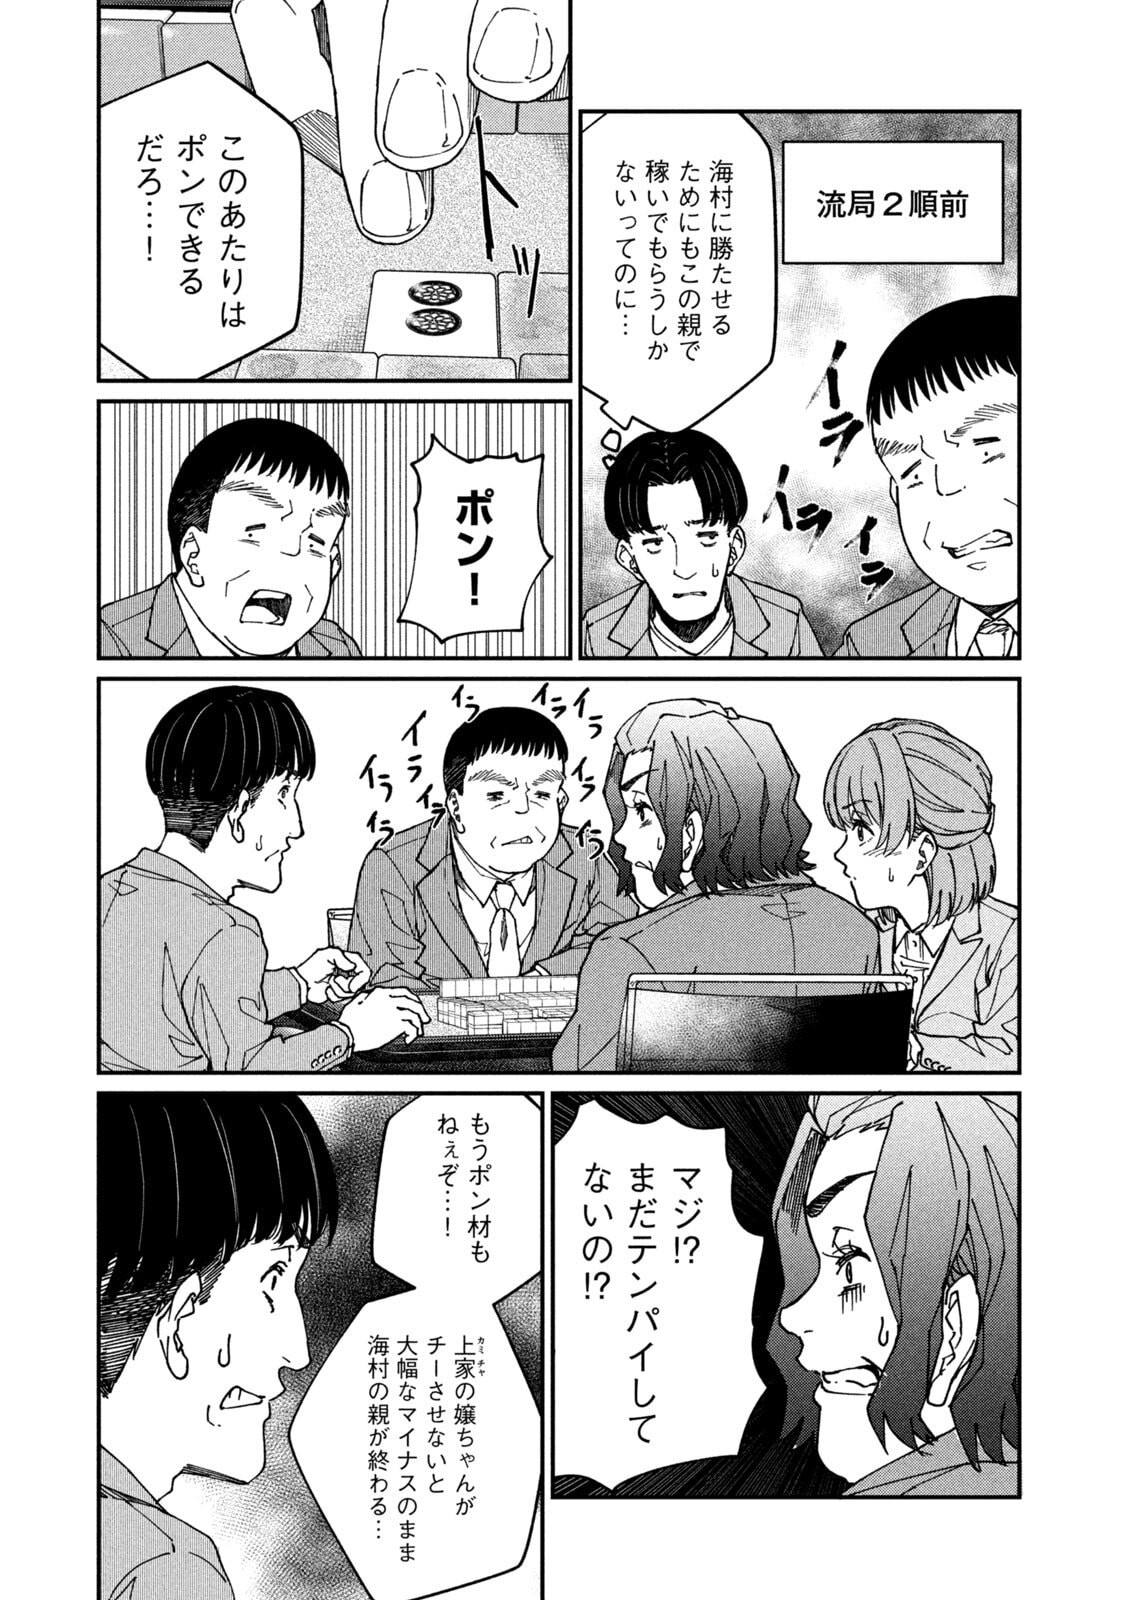 流局２順前
海村に勝たせる
ためにもこの親で
稼いでもらうしか
ないってのに…
イラ
イラ
イラ
このあたりは
ポンできる
だろ…！
ポン！
イラ
イラ
イラ
イラ
イラ
イラ
イラ
マジ!?
まだテンパイして
ないの!?
もうポン材も
ねぇぞ…！
上家の嬢ちゃんが
カミチャ
チーさせないと
大幅なマイナスのまま
海村の親が終わる…